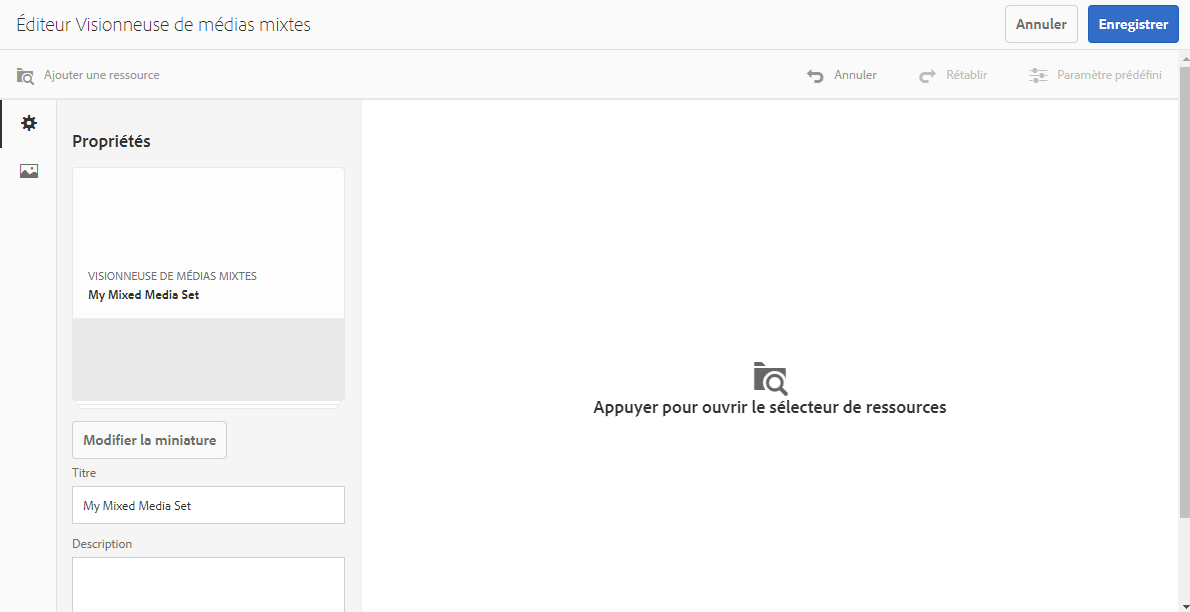 Éditeur Visionneuse de médias mixtes
Annuler
Enregistrer
Ajouter une ressource
Annuler
Rétablir
Paramètre prédéfini
Propriétés
VISIONNEUSE DE MÉDIAS MIXTES
My Mixed Media Set
Modifier la miniature
Titre
My Mixed Media Set
Description
Appuyer pour ouvrir le sélecteur de ressources